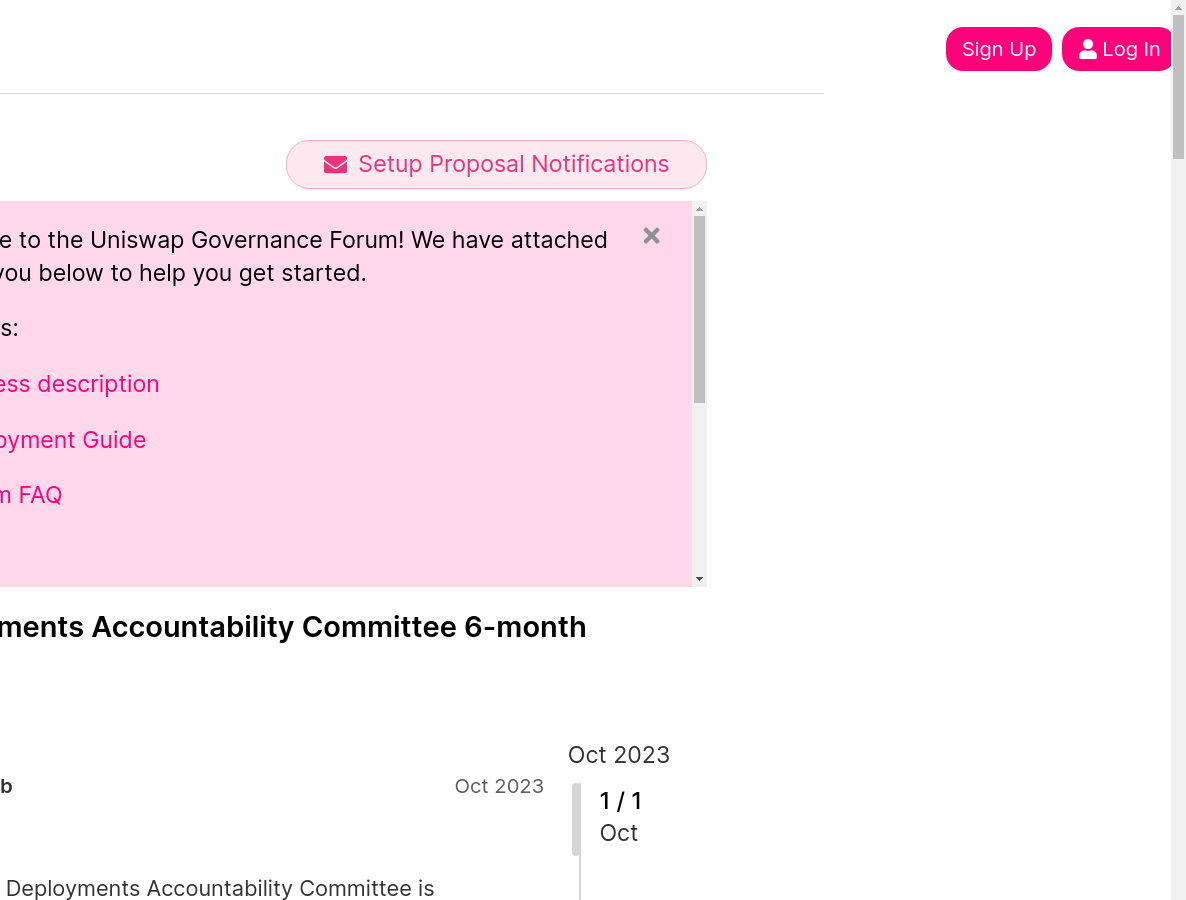 Sign Up
Log In
Setup Proposal Notifications
e to the Uniswap Governance Forum! We have attached
you below to help you get started.
s:
ess description
oyment Guide
m FAQ
ments Accountability Committee 6-month
Oct 2023
b
Oct 2023
1 / 1
Oct
Deployments Accountability Committee is